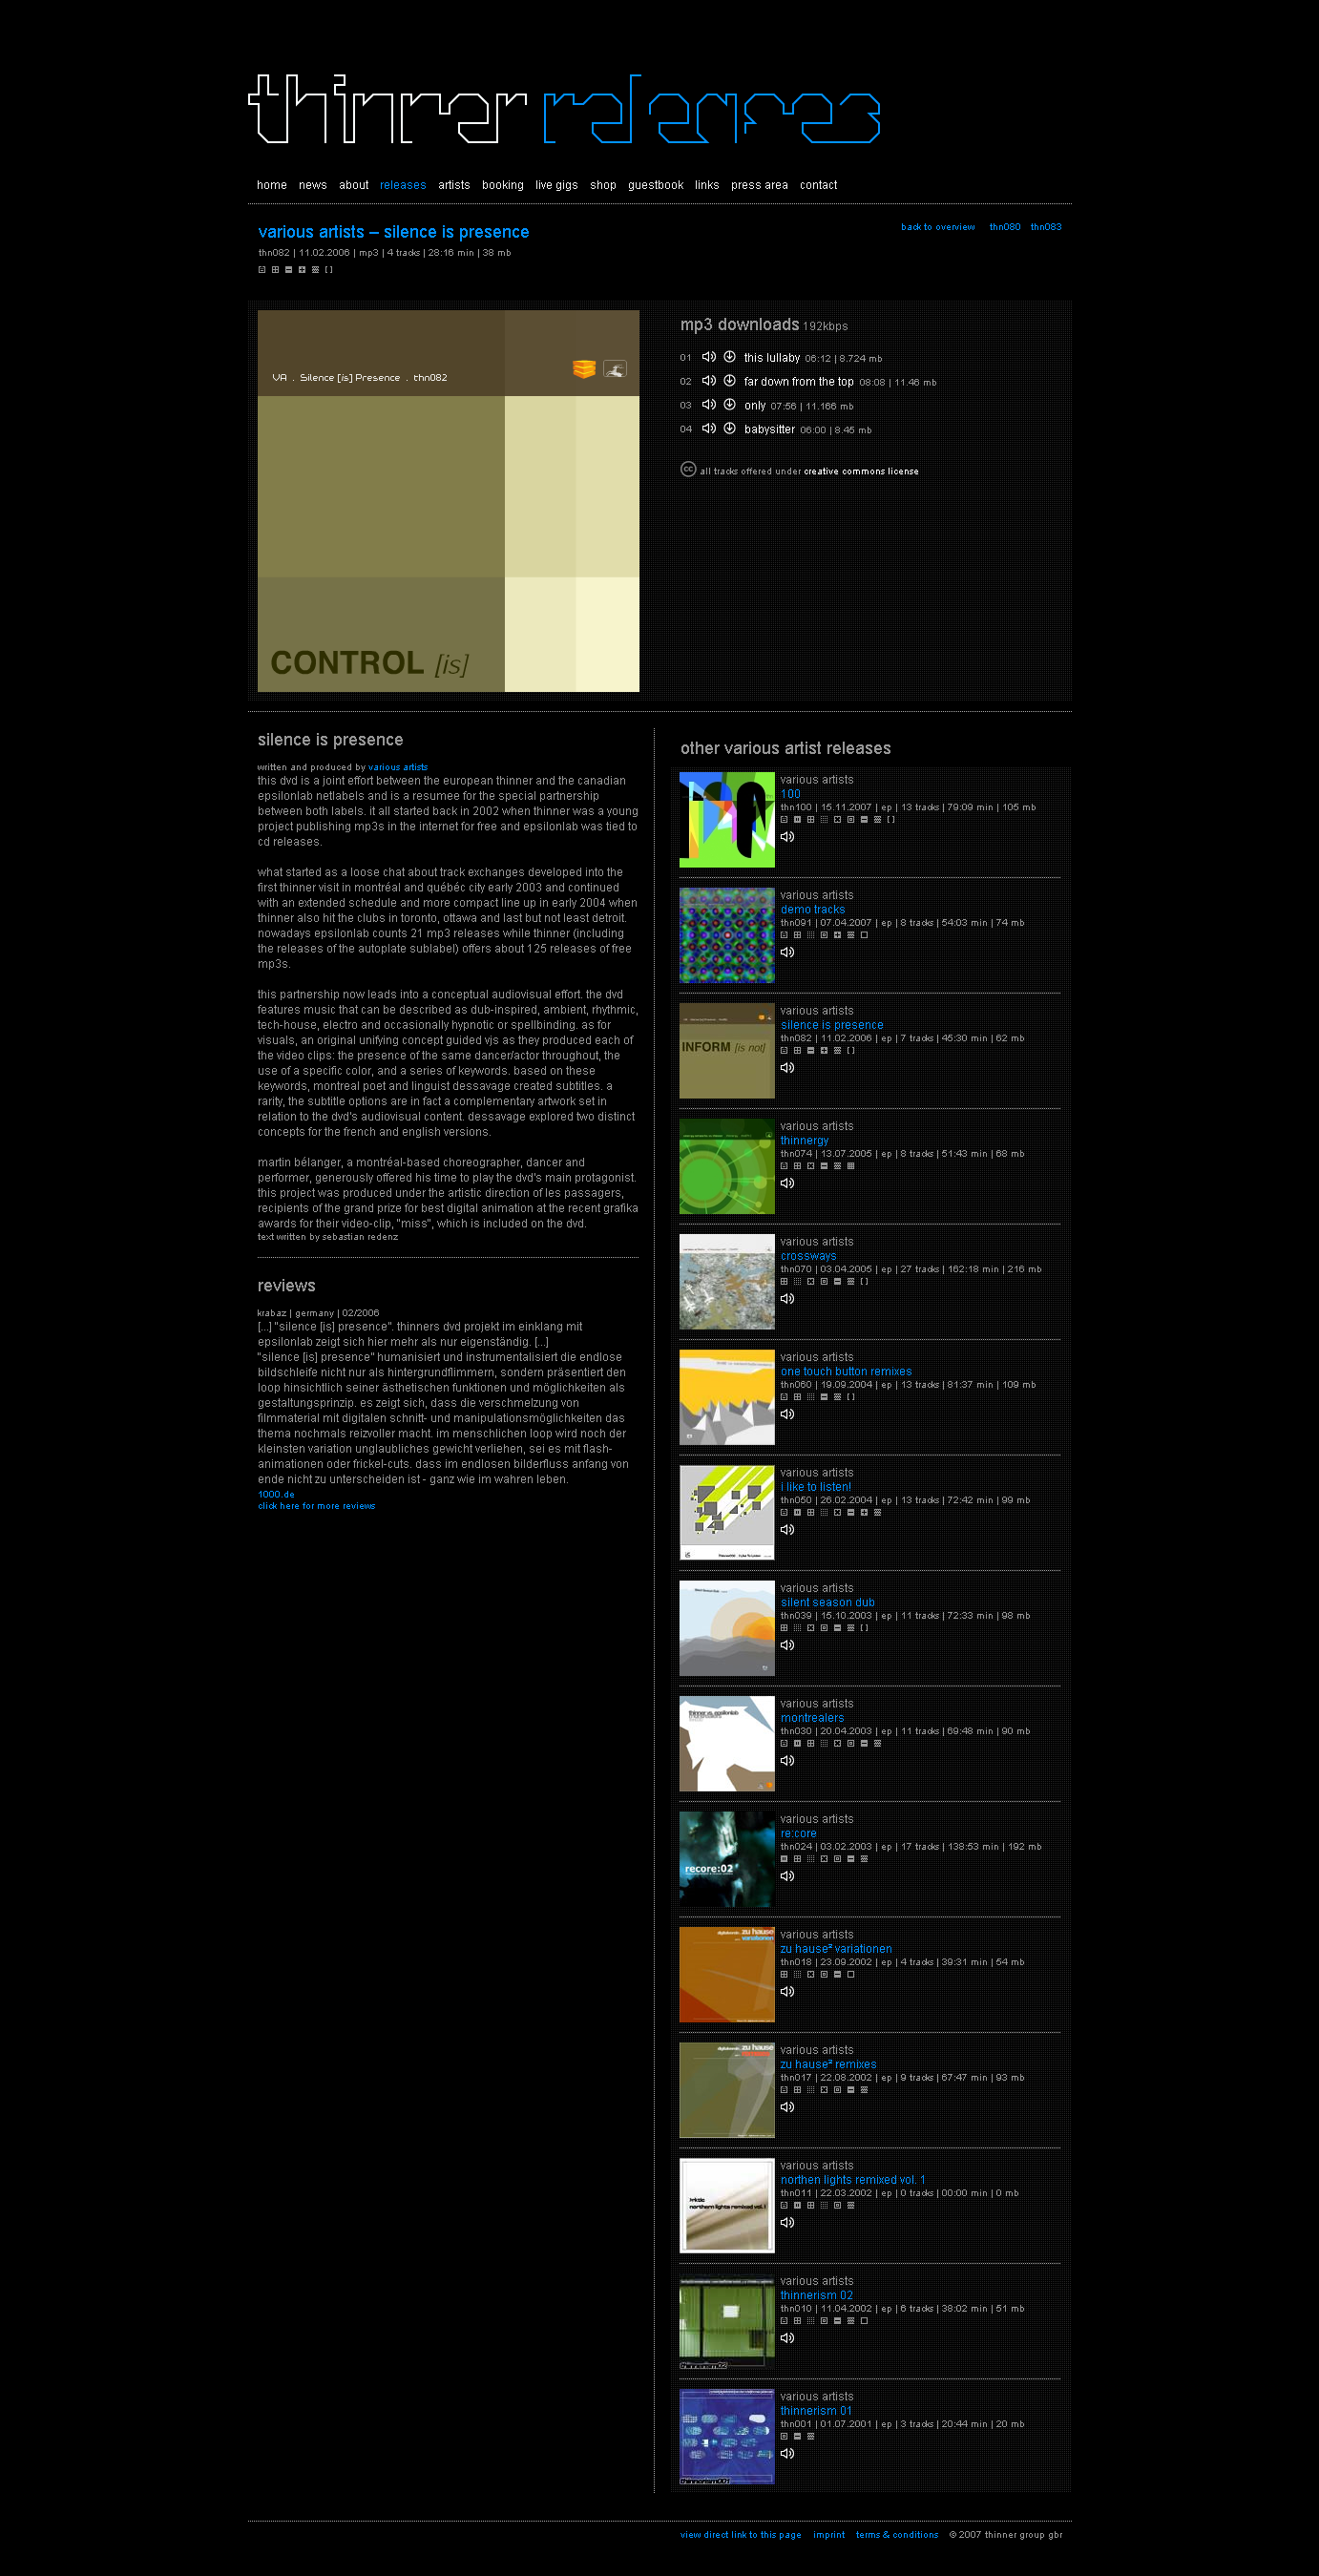 thinner releases
home news about releases artists booking live gigs shop guestbook links press area contact
various artists – silence is presence
back to overview thn080 thn083
thn082 | 11.02.2006 | mp3 | 4 tracks | 28:16 min | 38 mb
VA . Silence [is] Presence . thn082
CONTROL [is]
mp3 downloads 192kbps
01 this lullaby 06:12 | 8.724 mb
02 far down from the top 08:08 | 11.46 mb
03 only 07:56 | 11.166 mb
04 babysitter 06:00 | 8.45 mb
cc all tracks offered under creative commons license
silence is presence
written and produced by various artists
this dvd is a joint effort between the european thinner and the canadian
epsilonlab netlabels and is a resumee for the special partnership
between both labels. it all started back in 2002 when thinner was a young
project publishing mp3s in the internet for free and epsilonlab was tied to
cd releases.
what started as a loose chat about track exchanges developed into the
first thinner visit in montréal and québéc city early 2003 and continued
with an extended schedule and more compact line up in early 2004 when
thinner also hit the clubs in toronto, ottawa and last but not least detroit.
nowadays epsilonlab counts 21 mp3 releases while thinner (including
the releases of the autoplate sublabel) offers about 125 releases of free
mp3s.
this partnership now leads into a conceptual audiovisual effort. the dvd
features music that can be described as dub-inspired, ambient, rhythmic,
tech-house, electro and occasionally hypnotic or spellbinding. as for
visuals, an original unifying concept guided vjs as they produced each of
the video clips: the presence of the same dancer/actor throughout, the
use of a specific color, and a series of keywords. based on these
keywords, montreal poet and linguist dessavage created subtitles. a
rarity, the subtitle options are in fact a complementary artwork set in
relation to the dvd's audiovisual content. dessavage explored two distinct
concepts for the french and english versions.
martin bélanger, a montréal-based choreographer, dancer and
performer, generously offered his time to play the dvd's main protagonist.
this project was produced under the artistic direction of les passagers,
recipients of the grand prize for best digital animation at the recent grafika
awards for their video-clip, "miss", which is included on the dvd.
text written by sebastian redenz
reviews
krabaz | germany | 02/2006
[...] "silence [is] presence". thinners dvd projekt im einklang mit
epsilonlab zeigt sich hier mehr als nur eigenständig. [...]
"silence [is] presence" humanisiert und instrumentalisiert die endlose
bildschleife nicht nur als hintergrundflimmern, sondern präsentiert den
loop hinsichtlich seiner ästhetischen funktionen und möglichkeiten als
gestaltungsprinzip. es zeigt sich, dass die verschmelzung von
filmmaterial mit digitalen schnitt- und manipulationsmöglichkeiten das
thema nochmals reizvoller macht. im menschlichen loop wird noch der
kleinsten variation unglaubliches gewicht verliehen, sei es mit flash-
animationen oder frickel-cuts. dass im endlosen bilderfluss anfang von
ende nicht zu unterscheiden ist - ganz wie im wahren leben.
1000.de
click here for more reviews
other various artist releases
various artists
100
thn100 | 15.11.2007 | ep | 13 tracks | 79:09 min | 105 mb
various artists
demo tracks
thn091 | 07.04.2007 | ep | 8 tracks | 54:03 min | 74 mb
INFORM [is not]
various artists
silence is presence
thn082 | 11.02.2006 | ep | 7 tracks | 45:30 min | 62 mb
various artists
thinnergy
thn074 | 13.07.2005 | ep | 8 tracks | 51:43 min | 68 mb
various artists
crossways
thn070 | 03.04.2005 | ep | 27 tracks | 162:18 min | 216 mb
various artists
one touch button remixes
thn060 | 19.09.2004 | ep | 13 tracks | 81:37 min | 109 mb
various artists
i like to listen!
thn050 | 26.02.2004 | ep | 13 tracks | 72:42 min | 99 mb
various artists
silent season dub
thn039 | 15.10.2003 | ep | 11 tracks | 72:33 min | 98 mb
thinner vs. epsilonlab
various artists
montrealers
thn030 | 20.04.2003 | ep | 11 tracks | 69:48 min | 90 mb
recore:02
various artists
re:core
thn024 | 03.02.2003 | ep | 17 tracks | 138:53 min | 192 mb
zu hause
variationen
various artists
zu hause² variationen
thn018 | 23.09.2002 | ep | 4 tracks | 39:31 min | 54 mb
zu hause
various artists
zu hause² remixes
thn017 | 22.08.2002 | ep | 9 tracks | 67:47 min | 93 mb
northern lights remixed vol. 1
various artists
northen lights remixed vol. 1
thn011 | 22.03.2002 | ep | 0 tracks | 00:00 min | 0 mb
various artists
thinnerism 02
thn010 | 11.04.2002 | ep | 6 tracks | 38:02 min | 51 mb
various artists
thinnerism 01
thn001 | 01.07.2001 | ep | 3 tracks | 20:44 min | 20 mb
view direct link to this page imprint terms & conditions © 2007 thinner group gbr